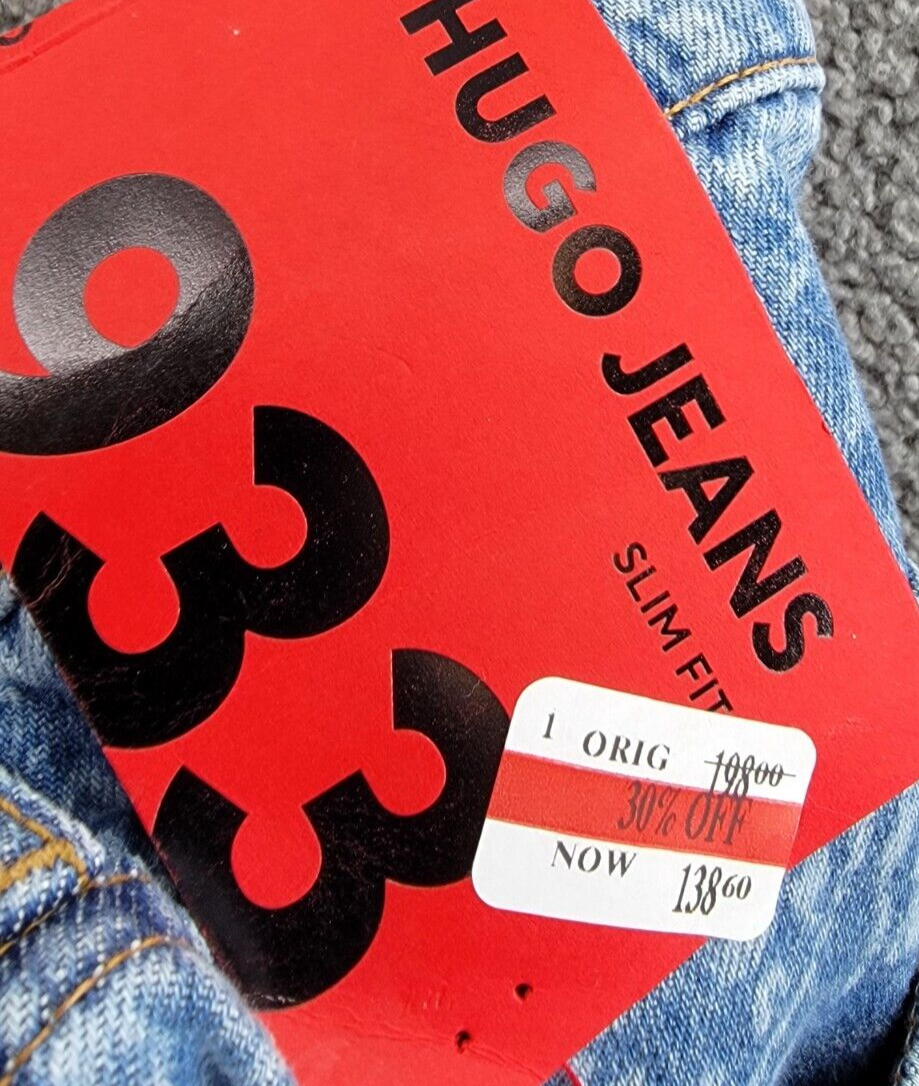 HUGO JEANS
SLIM FIT
933
1 ORIG 198.00
30% OFF
NOW 138.60